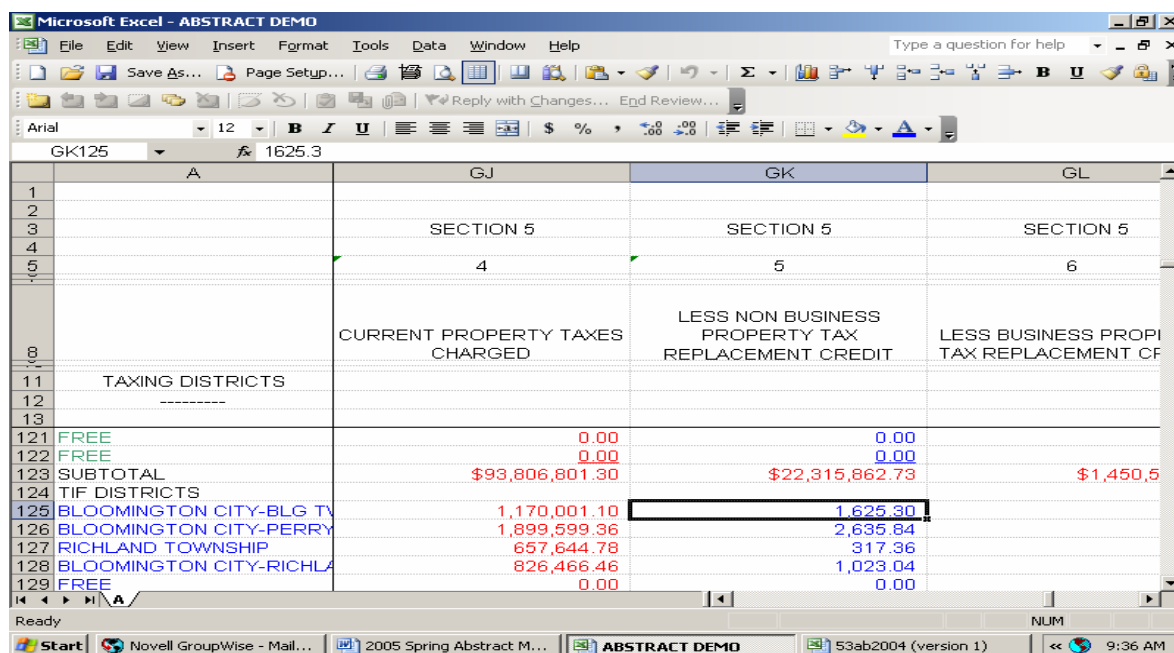 Microsoft Excel - ABSTRACT DEMO
File Edit View Insert Format Tools Data Window Help Type a question for help
Save As... Page Setup... Σ B U
Reply with Changes... End Review...
Arial 12 B I U $ % , A
GK125 fx 1625.3
A GJ GK GL
1
2
3 SECTION 5 SECTION 5 SECTION 5
4
5 4 5 6
8 CURRENT PROPERTY TAXES CHARGED LESS NON BUSINESS PROPERTY TAX REPLACEMENT CREDIT LESS BUSINESS PROP TAX REPLACEMENT
11 TAXING DISTRICTS
12 ---------
13
121 FREE 0.00 0.00
122 FREE 0.00 0.00
123 SUBTOTAL $93,806,801.30 $22,315,862.73 $1,450,5
124 TIF DISTRICTS
125 BLOOMINGTON CITY-BLG 1,170,001.10 1,625.30
126 BLOOMINGTON CITY-PERRY 1,899,599.36 2,635.84
127 RICHLAND TOWNSHIP 657,644.78 317.36
128 BLOOMINGTON CITY-RICHLA 826,466.46 1,023.04
129 FREE 0.00 0.00
A
Ready NUM
Start Novell GroupWise - Mail... 2005 Spring Abstract M... ABSTRACT DEMO 53ab2004 (version 1) « 9:36 AM